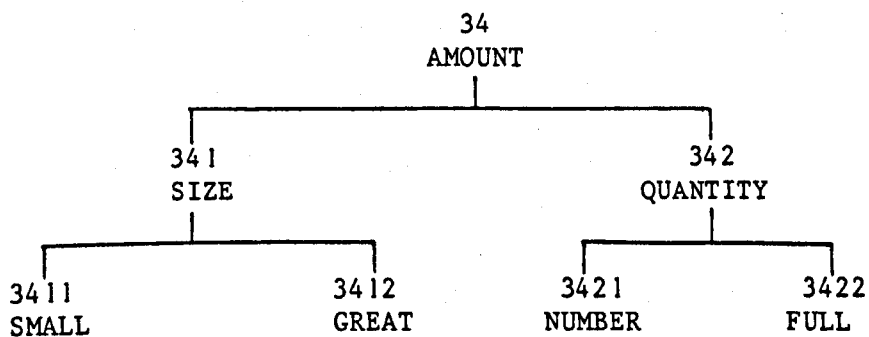 34
AMOUNT
341 342
SIZE QUANTITY
3411 3412 3421 3422
SMALL GREAT NUMBER FULL